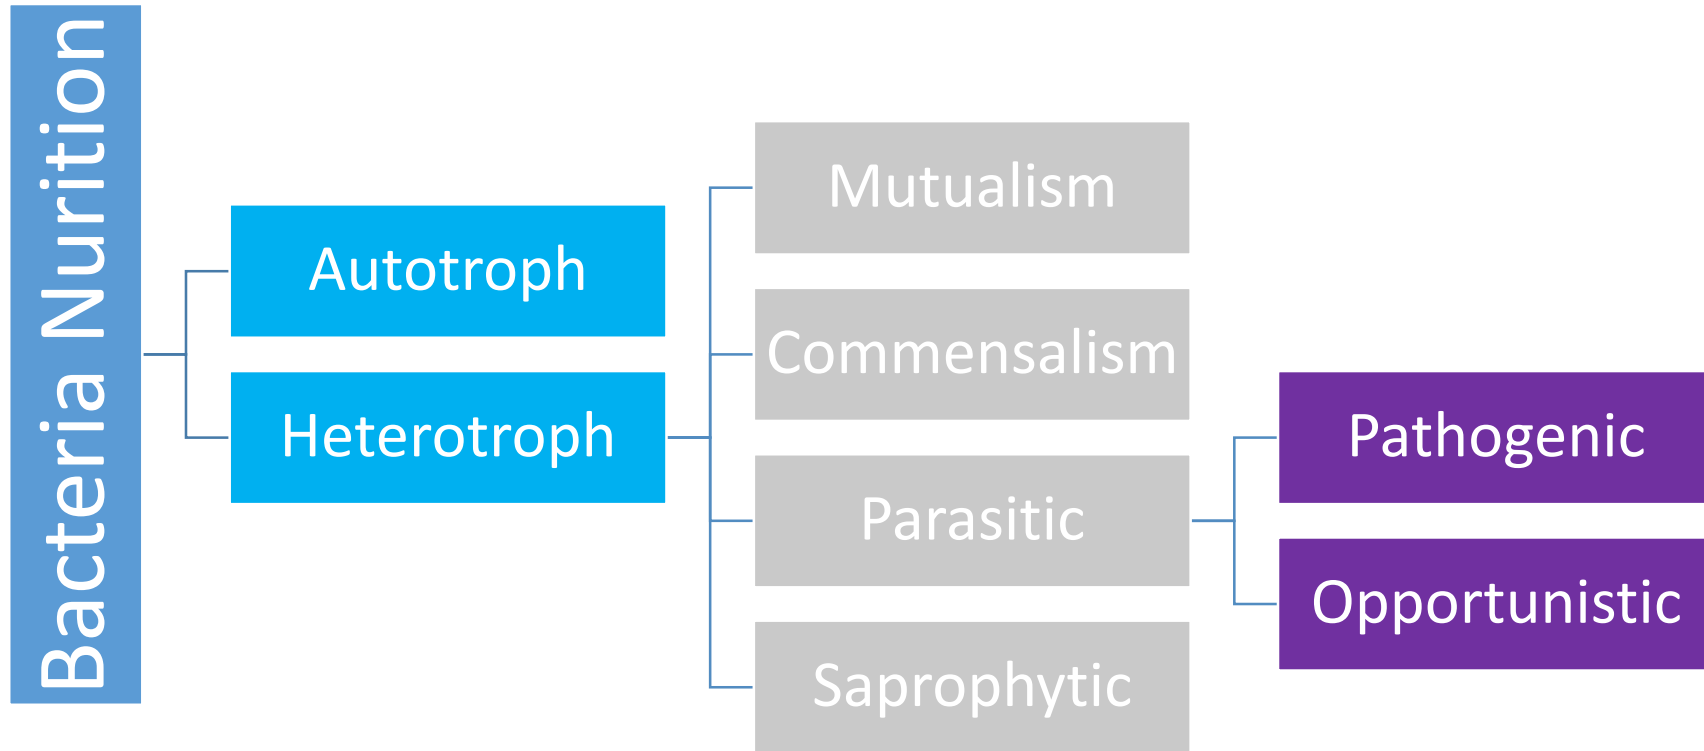 Bacteria Nurition
Autotroph
Heterotroph
Mutualism
Commensalism
Parasitic
Saprophytic
Pathogenic
Opportunistic